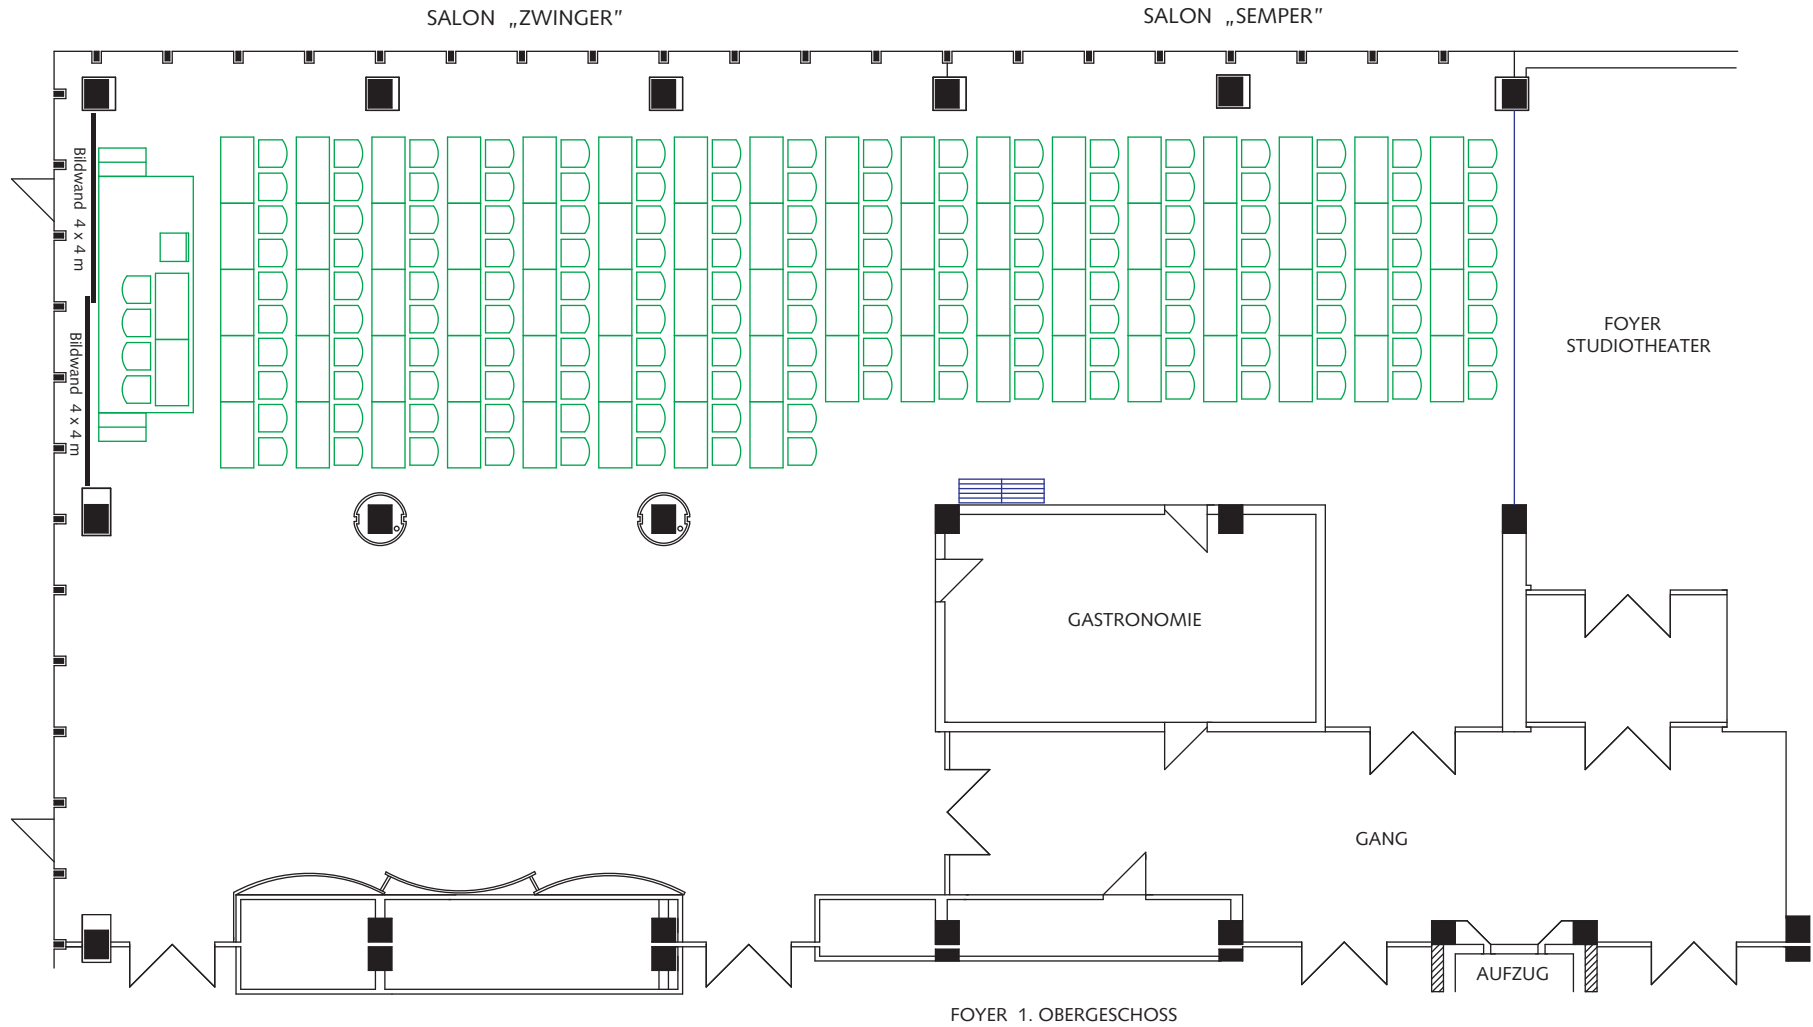 SALON „ZWINGER”
SALON „SEMPER”
Bildwand 4 x 4 m
Bildwand 4 x 4 m
FOYER
STUDIOTHEATER
GASTRONOMIE
GANG
AUFZUG
FOYER 1. OBERGESCHOSS